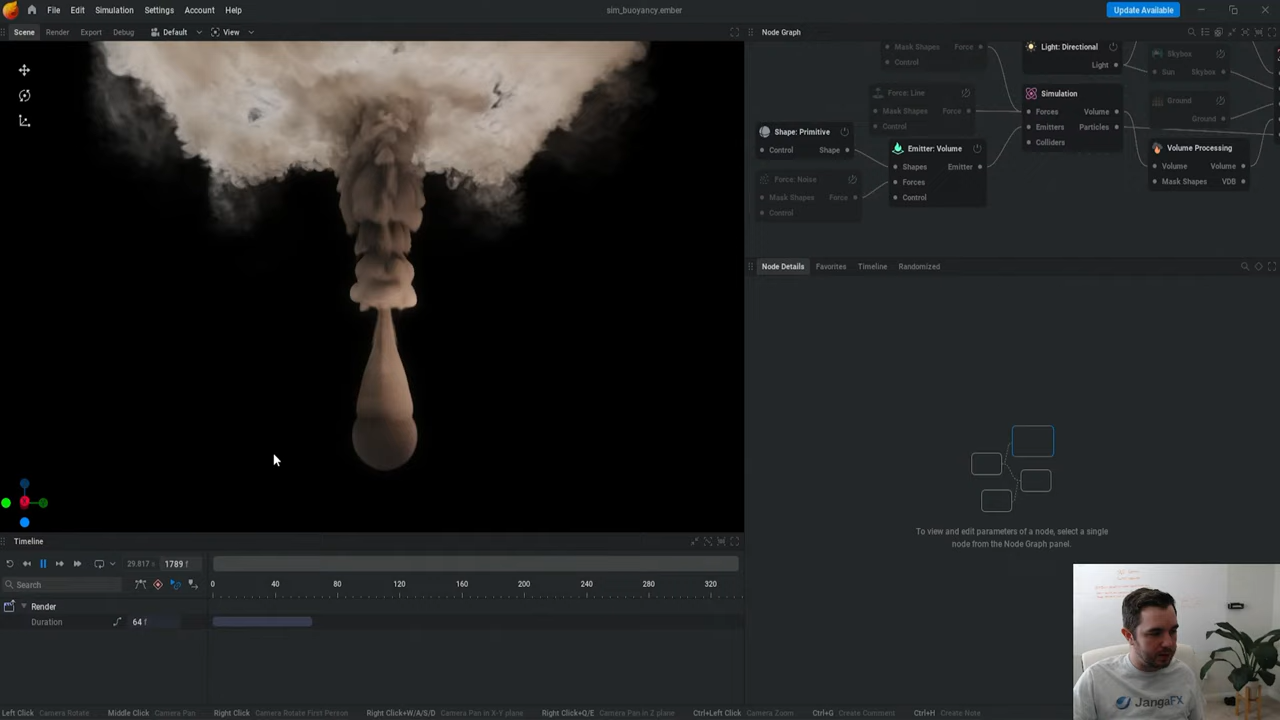 File Edit Simulation Settings Account Help
sim_buoyancy.ember
Update Available
Scene Render Export Debug Default View
Node Graph
Mask Shapes Force
Control
Force: Line
Mask Shapes Force
Control
Shape: Primitive
Control Shape
Force: Noise
Mask Shapes Force
Control
Emitter: Volume
Shapes Emitter
Forces
Control
Light: Directional
Light
Simulation
Forces Volume
Emitters Particles
Colliders
Skybox
Sun Skybox
Ground
Ground
Volume Processing
Volume Volume
Mask Shapes VDB
Node Details Favorites Timeline Randomized
To view and edit parameters of a node, select a single
node from the Node Graph panel.
Timeline
29.817 s 1789 f
0 40 80 120 160 200 240 280 320
Search
Render
Duration 64 f
Left Click Camera Rotate Middle Click Camera Pan Right Click Camera Rotate First Person Right Click+W/A/S/D Camera Pan in X-Y plane Right Click+Q/E Camera Pan in Z plane Ctrl+Left Click Camera Zoom Ctrl+G Create Comment Ctrl+H Create Note
JangaFX